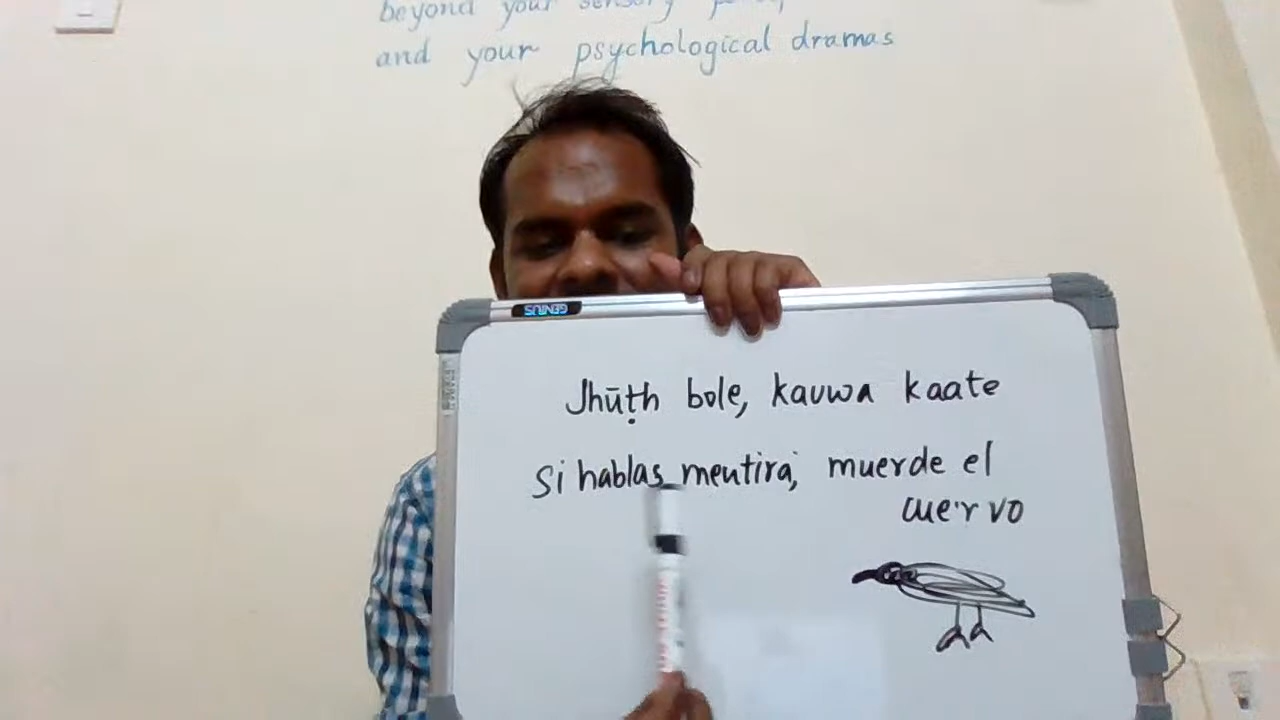 beyond your sensory
and your psychological dramas
GENIUS
Jhūṭh bole, kauwa kaate
Si hablas mentira, muerde el
cuervo